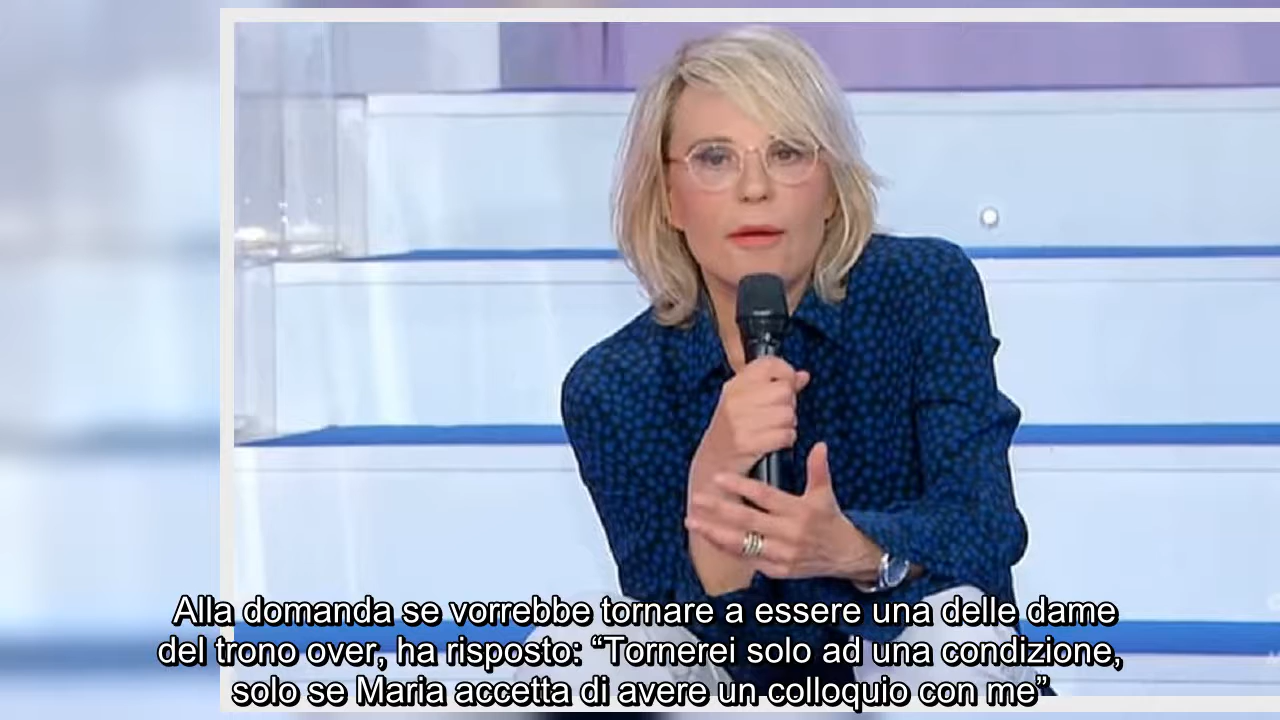 Alla domanda se vorrebbe tornare a essere una delle dame
del trono over, ha risposto: “Tornerei solo ad una condizione,
solo se Maria accetta di avere un colloquio con me”